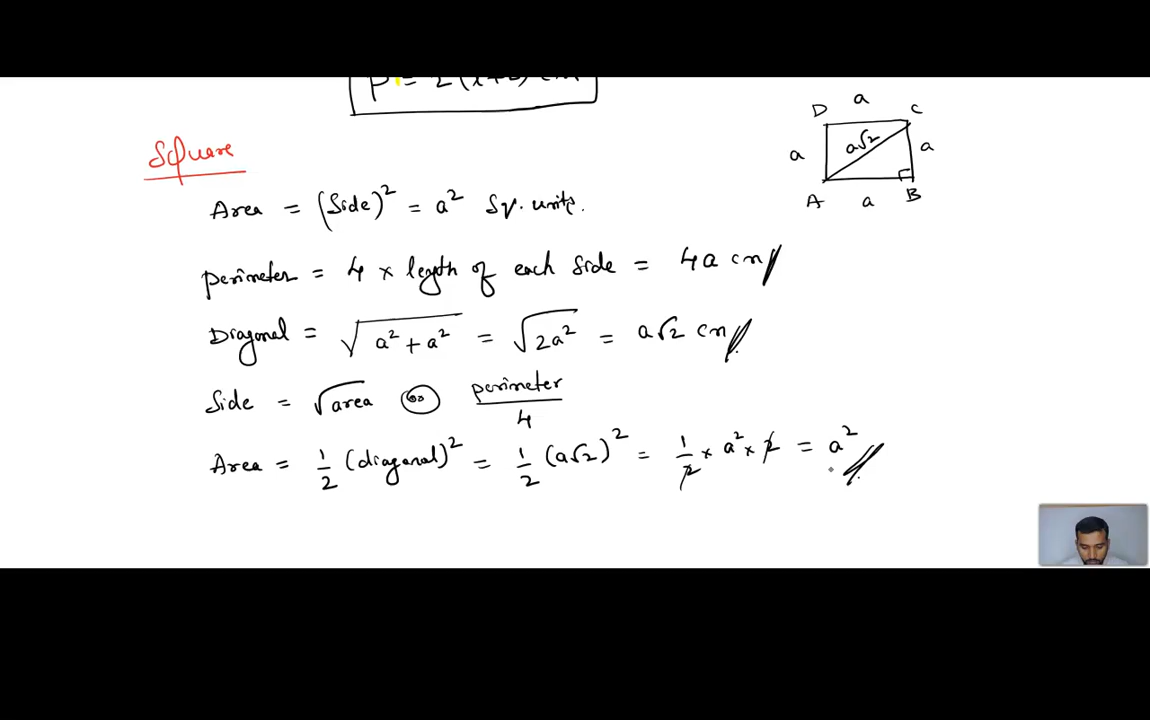 P = 2(l+b) cm
Square
Area = (Side)² = a² Sq. units.
perimeter = 4 × length of each side = 4a cm
Diagonal = √(a² + a²) = √(2a²) = a√2 cm
Side = √area (or) perimeter/4
Area = 1/2 (diagonal)² = 1/2 (a√2)² = 1/2 × a² × 2 = a²
D a C
a a√2 a
A a B